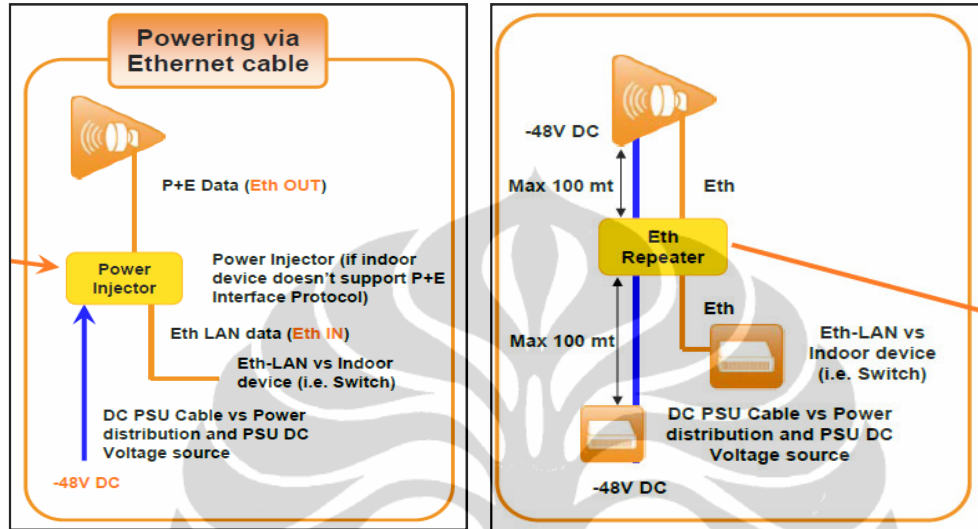 Powering via
Ethernet cable
P+E Data (Eth OUT)
Power
Injector
Power Injector (if indoor
device doesn't support P+E
Interface Protocol)
Eth LAN data (Eth IN)
Eth-LAN vs Indoor
device (i.e. Switch)
DC PSU Cable vs Power
distribution and PSU DC
Voltage source
-48V DC
-48V DC
Max 100 mt
Eth
Eth
Repeater
Eth
Max 100 mt
Eth-LAN vs
Indoor device
(i.e. Switch)
DC PSU Cable vs Power
distribution and PSU DC
Voltage source
-48V DC